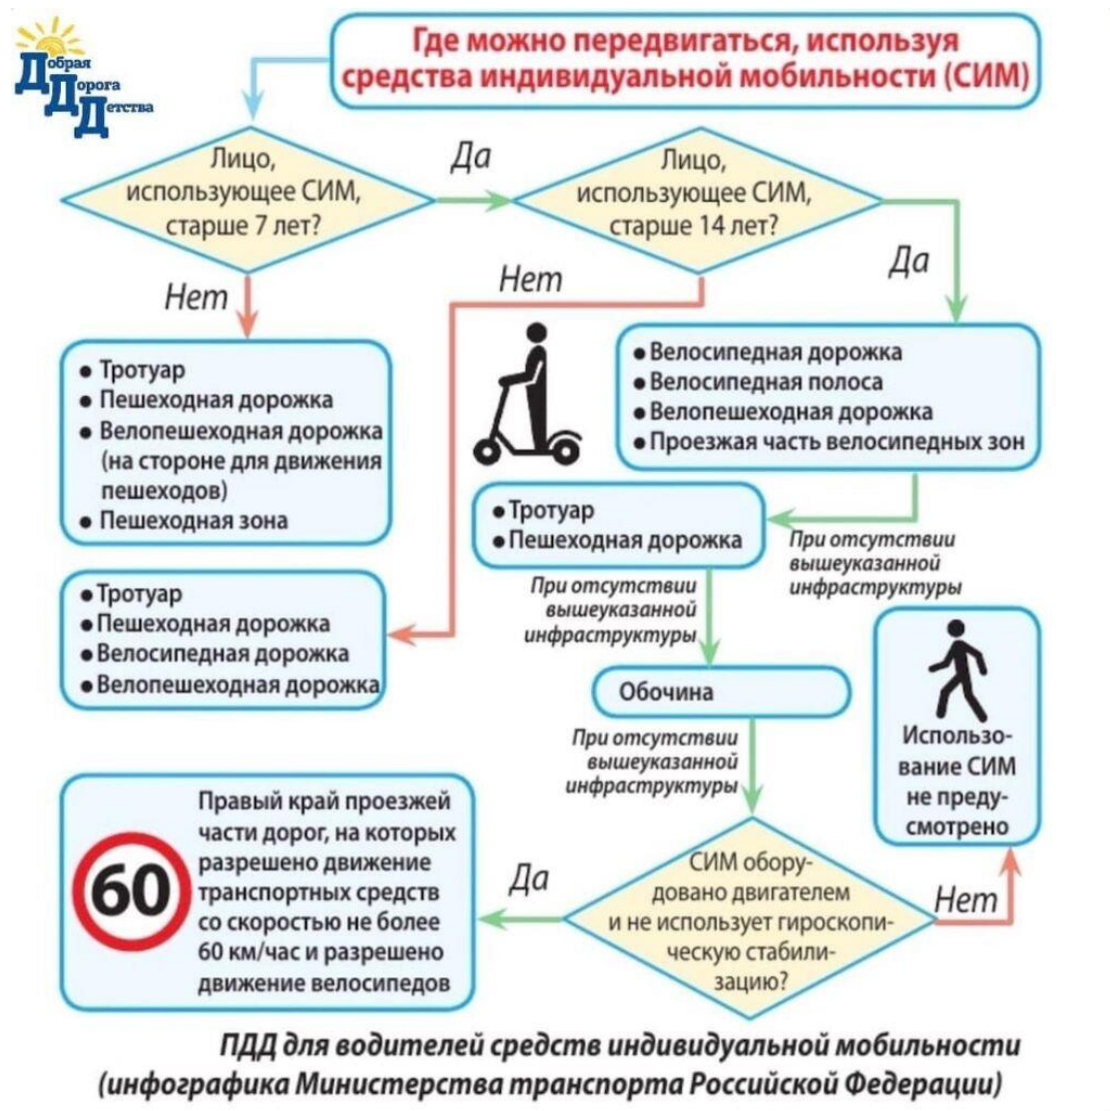 Добрая
Дорога
Детства
Где можно передвигаться, используя
средства индивидуальной мобильности (СИМ)
Лицо,
использующее СИМ,
старше 7 лет?
Да
Лицо,
использующее СИМ,
старше 14 лет?
Да
Нет
Нет
● Тротуар
● Пешеходная дорожка
● Велопешеходная дорожка
(на стороне для движения
пешеходов)
● Пешеходная зона
● Велосипедная дорожка
● Велосипедная полоса
● Велопешеходная дорожка
● Проезжая часть велосипедных зон
● Тротуар
● Пешеходная дорожка
При отсутствии
вышеуказанной
инфраструктуры
● Тротуар
● Пешеходная дорожка
● Велосипедная дорожка
● Велопешеходная дорожка
При отсутствии
вышеуказанной
инфраструктуры
Обочина
При отсутствии
вышеуказанной
инфраструктуры
Использо-
вание СИМ
не преду-
смотрено
СИМ обору-
довано двигателем
и не использует гироскопи-
ческую стабили-
зацию?
Да
Нет
60
Правый край проезжей
части дорог, на которых
разрешено движение
транспортных средств
со скоростью не более
60 км/час и разрешено
движение велосипедов
ПДД для водителей средств индивидуальной мобильности
(инфографика Министерства транспорта Российской Федерации)